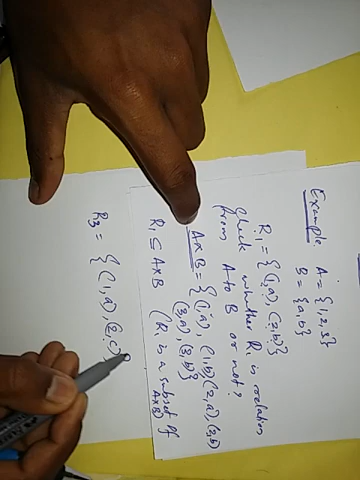 Example A = {1,2,3}
B = {a,b}
R1 = {(1,a), (2,b)}
Check whether R1 is relation
from A to B or not?
A×B = {(1,a), (1,b), (2,a), (2,b)
(3,a), (3,b)}
R1 ⊆ A×B (R1 is a subset of
A×B)
R3 = {(1,a), (2,c)